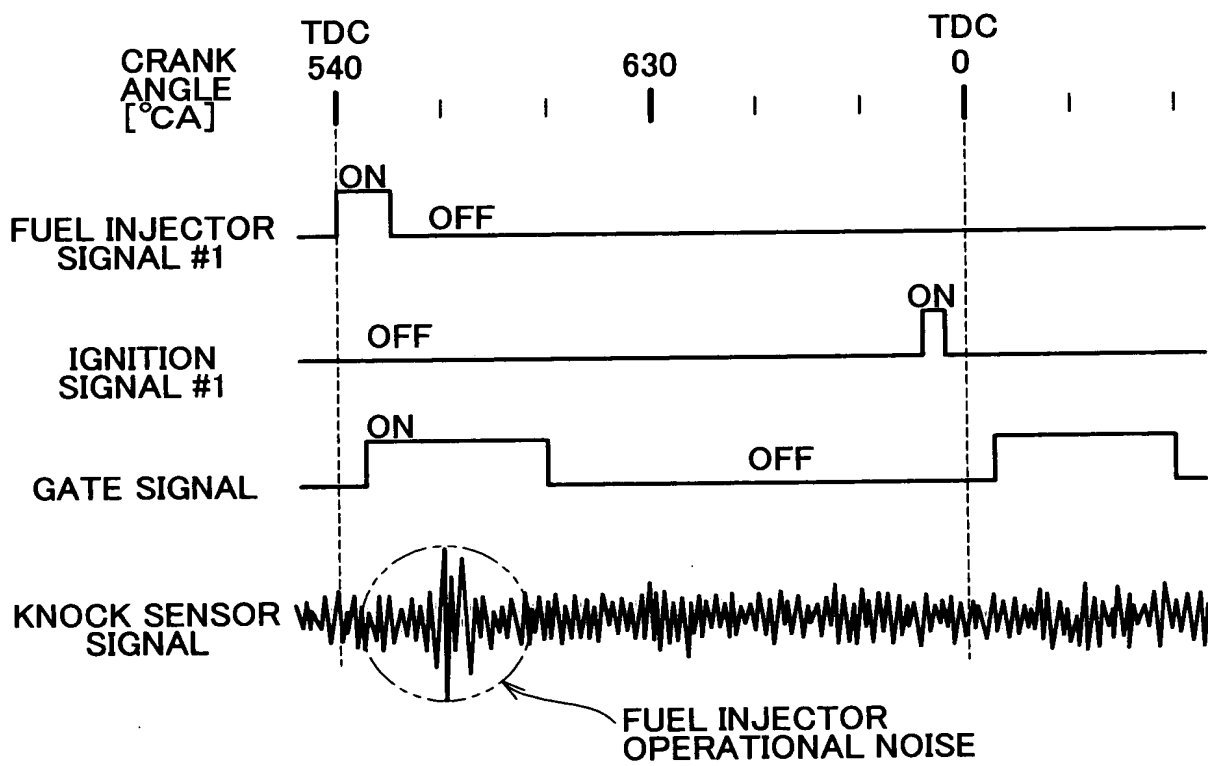 TDC TDC
CRANK 540 630 0
ANGLE
[°CA]
ON
FUEL INJECTOR OFF
SIGNAL #1
ON
OFF
IGNITION
SIGNAL #1
ON
OFF
GATE SIGNAL
KNOCK SENSOR
SIGNAL
FUEL INJECTOR
OPERATIONAL NOISE